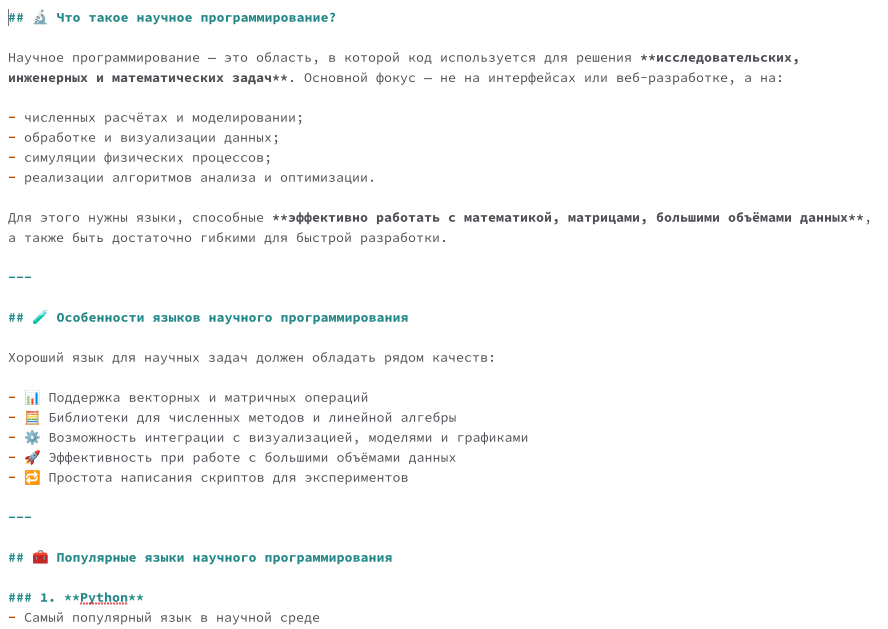 ## 🔬 Что такое научное программирование?
Научное программирование — это область, в которой код используется для решения **исследовательских,
инженерных и математических задач**. Основной фокус — не на интерфейсах или веб-разработке, а на:
- численных расчётах и моделировании;
- обработке и визуализации данных;
- симуляции физических процессов;
- реализации алгоритмов анализа и оптимизации.
Для этого нужны языки, способные **эффективно работать с математикой, матрицами, большими объёмами данных**,
а также быть достаточно гибкими для быстрой разработки.
---
## 🧪 Особенности языков научного программирования
Хороший язык для научных задач должен обладать рядом качеств:
- 📊 Поддержка векторных и матричных операций
- 🧮 Библиотеки для численных методов и линейной алгебры
- ⚙️ Возможность интеграции с визуализацией, моделями и графиками
- 🚀 Эффективность при работе с большими объёмами данных
- 🔁 Простота написания скриптов для экспериментов
---
## 🧰 Популярные языки научного программирования
### 1. **Python**
- Самый популярный язык в научной среде